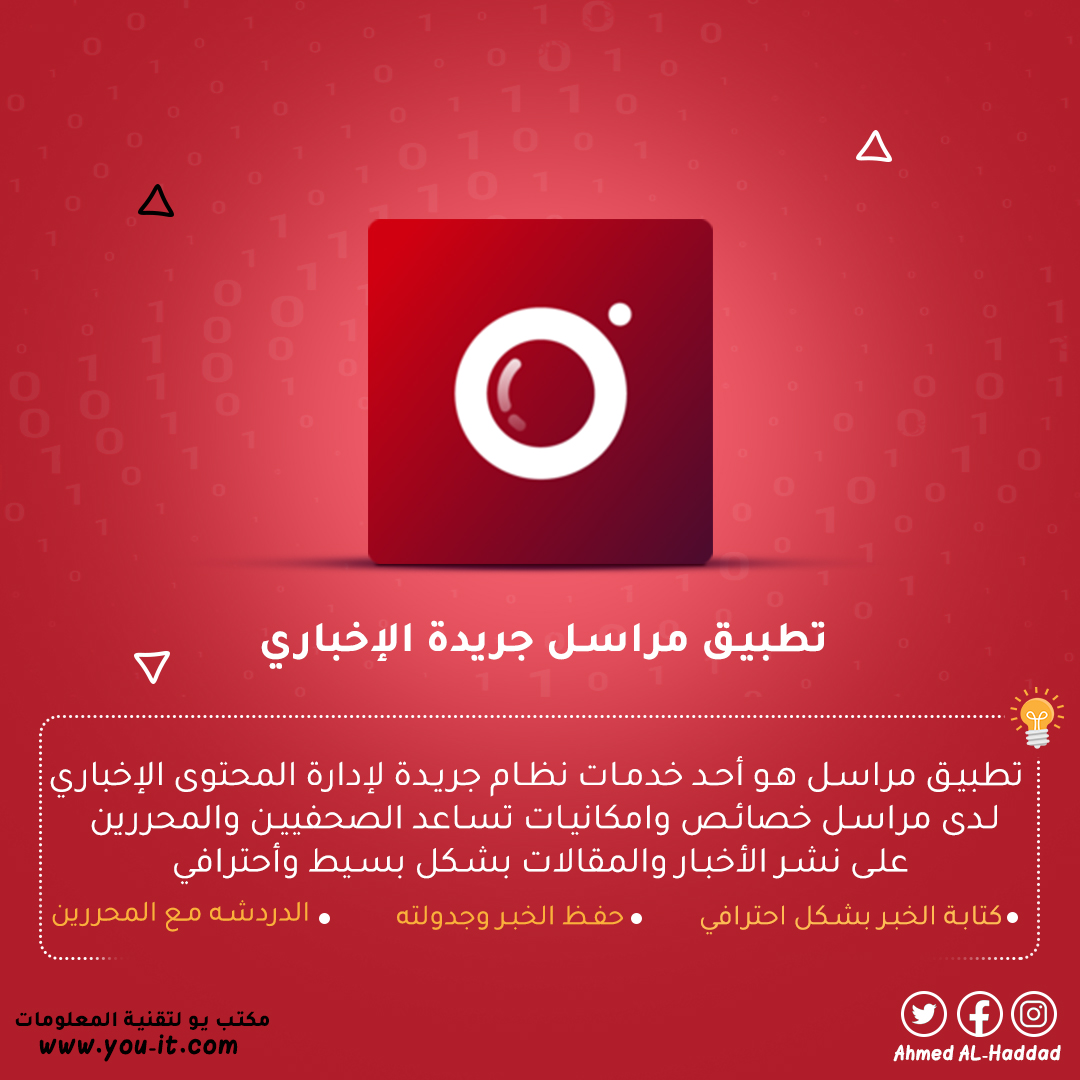 تطبيق مراسل جريدة الإخباري
تطبيق مراسل هو أحد خدمات نظام جريدة لإدارة المحتوى الإخباري
لدى مراسل خصائص وامكانيات تساعد الصحفيين والمحررين
على نشر الأخبار والمقالات بشكل بسيط وأحترافي
كتابة الخبر بشكل احترافي
حفظ الخبر وجدولته
الدردشه مع المحررين
Ahmed AL-Haddad
مكتب يو لتقنية المعلومات
www.you-it.com